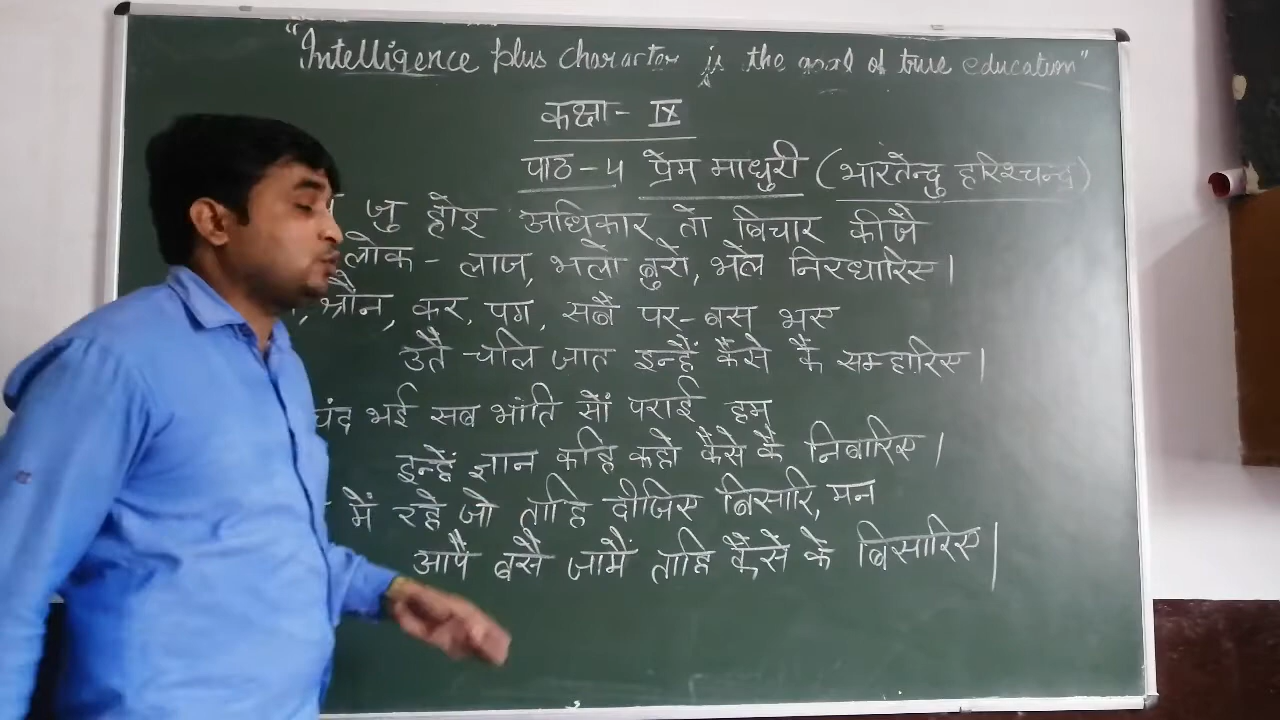 "Intelligence plus character is the goal of true education"
कक्षा - IX
पाठ - 4 प्रेम माधुरी (भारतेन्दु हरिश्चन्द्र)
जु होइ अधिकार तो बिचार कीजै
लोक - लाज, भलो बुरो, भले निरधारिए।
श्रौन, कर, पग, सबै पर-बस भए
उतै चलि जात इन्हैं कैसे कै सम्हारिए।
चंद भई सब भांति सों पराई हम
इन्हें ज्ञान कहि कहो कैसे कै निबारिए।
में रहै जो ताहि दीजिए बिसारि, मन
आपै बसै जामैं ताहि कैसे कै बिसारिए।